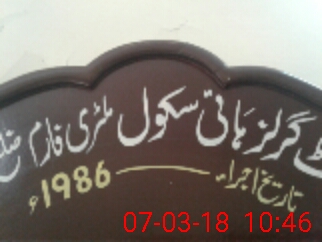 گرلز ہائی سکول ملٹری فارم
تاریخ اجراء 1986ء
07-03-18 10:46